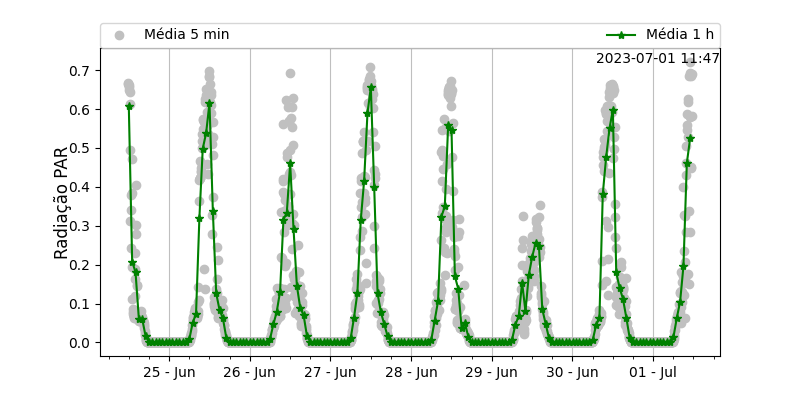 Média 5 min
Média 1 h
2023-07-01 11:47
Radiação PAR
0.7
0.6
0.5
0.4
0.3
0.2
0.1
0.0
25 - Jun
26 - Jun
27 - Jun
28 - Jun
29 - Jun
30 - Jun
01 - Jul